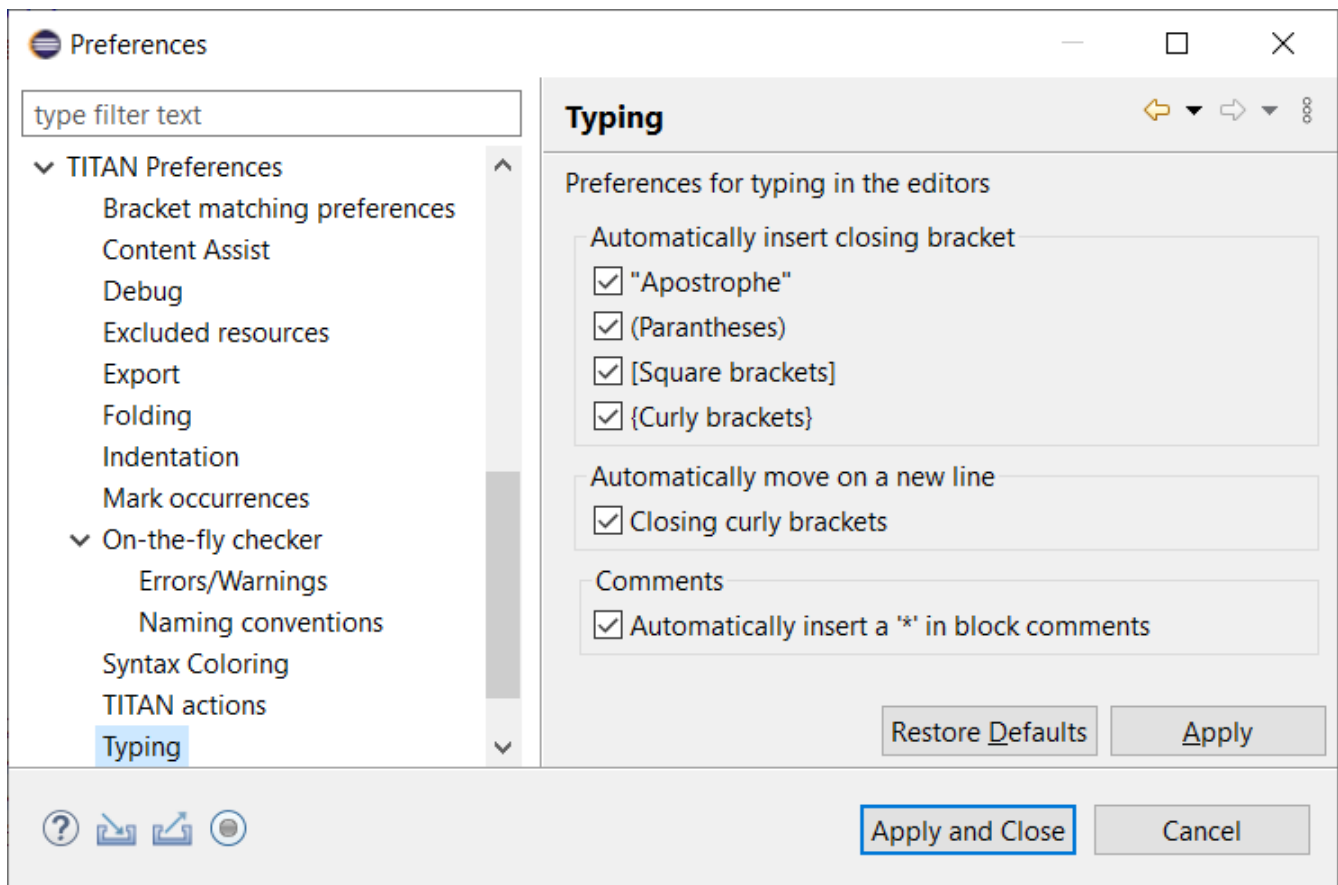 Preferences
type filter text
TITAN Preferences
Bracket matching preferences
Content Assist
Debug
Excluded resources
Export
Folding
Indentation
Mark occurrences
On-the-fly checker
Errors/Warnings
Naming conventions
Syntax Coloring
TITAN actions
Typing
Typing
Preferences for typing in the editors
Automatically insert closing bracket
"Apostrophe"
(Parantheses)
[Square brackets]
{Curly brackets}
Automatically move on a new line
Closing curly brackets
Comments
Automatically insert a '*' in block comments
Restore Defaults
Apply
Apply and Close
Cancel